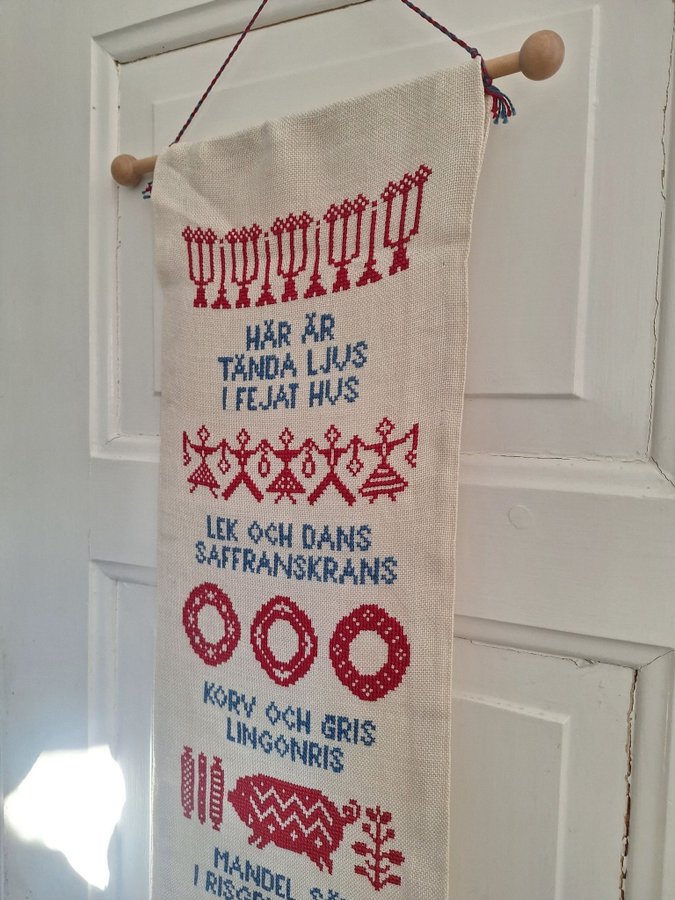 HÄR ÄR
TÄNDA LJUS
I FEJAT HUS
LEK OCH DANS
SAFFRANSKRANS
KORV OCH GRIS
LINGONRIS
MANDEL
I